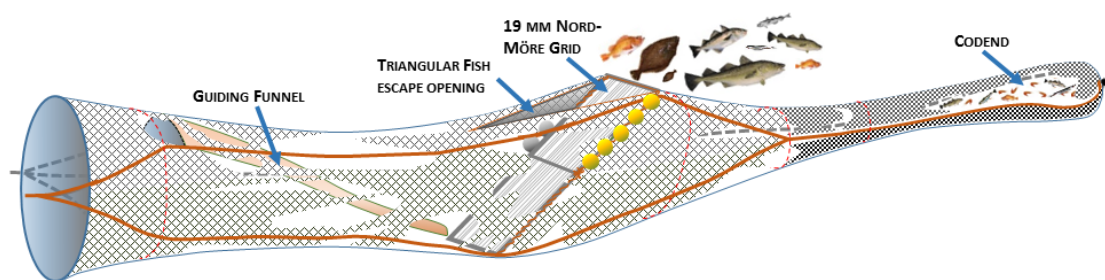 19 MM NORD-
MÖRE GRID
CODEND
TRIANGULAR FISH
ESCAPE OPENING
GUIDING FUNNEL